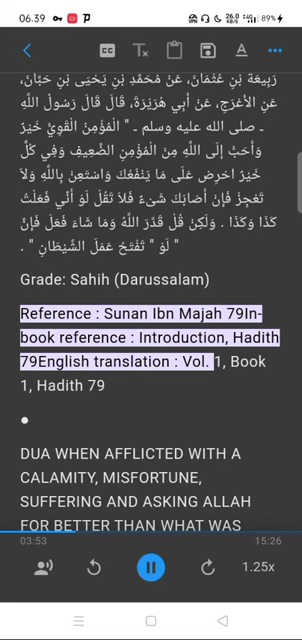 06.39
26.0 KB/S
89%
CC
رَبِيعَةَ بْنِ عُثْمَانَ، عَنْ مُحَمَّدِ بْنِ يَحْيَى بْنِ حَبَّانَ،
عَنِ الأَعْرَجِ، عَنْ أَبِي هُرَيْرَةَ، قَالَ قَالَ رَسُولُ اللَّهِ
ـ صلى الله عليه وسلم ـ " الْمُؤْمِنُ الْقَوِيُّ خَيْرٌ
وَأَحَبُّ إِلَى اللَّهِ مِنَ الْمُؤْمِنِ الضَّعِيفِ وَفِي كُلٍّ
خَيْرٌ احْرِصْ عَلَى مَا يَنْفَعُكَ وَاسْتَعِنْ بِاللَّهِ وَلاَ
تَعْجِزْ فَإِنْ أَصَابَكَ شَىْءٌ فَلاَ تَقُلْ لَوْ أَنِّي فَعَلْتُ
كَذَا وَكَذَا . وَلَكِنْ قُلْ قَدَّرَ اللَّهُ وَمَا شَاءَ فَعَلَ فَإِنَّ
" لَوْ " تَفْتَحُ عَمَلَ الشَّيْطَانِ " .
Grade: Sahih (Darussalam)
Reference : Sunan Ibn Majah 79In-
book reference : Introduction, Hadith
79English translation : Vol. 1, Book
1, Hadith 79
●
DUA WHEN AFFLICTED WITH A
CALAMITY, MISFORTUNE,
SUFFERING AND ASKING ALLAH
FOR BETTER THAN WHAT WAS
03:53
15:26
1.25x